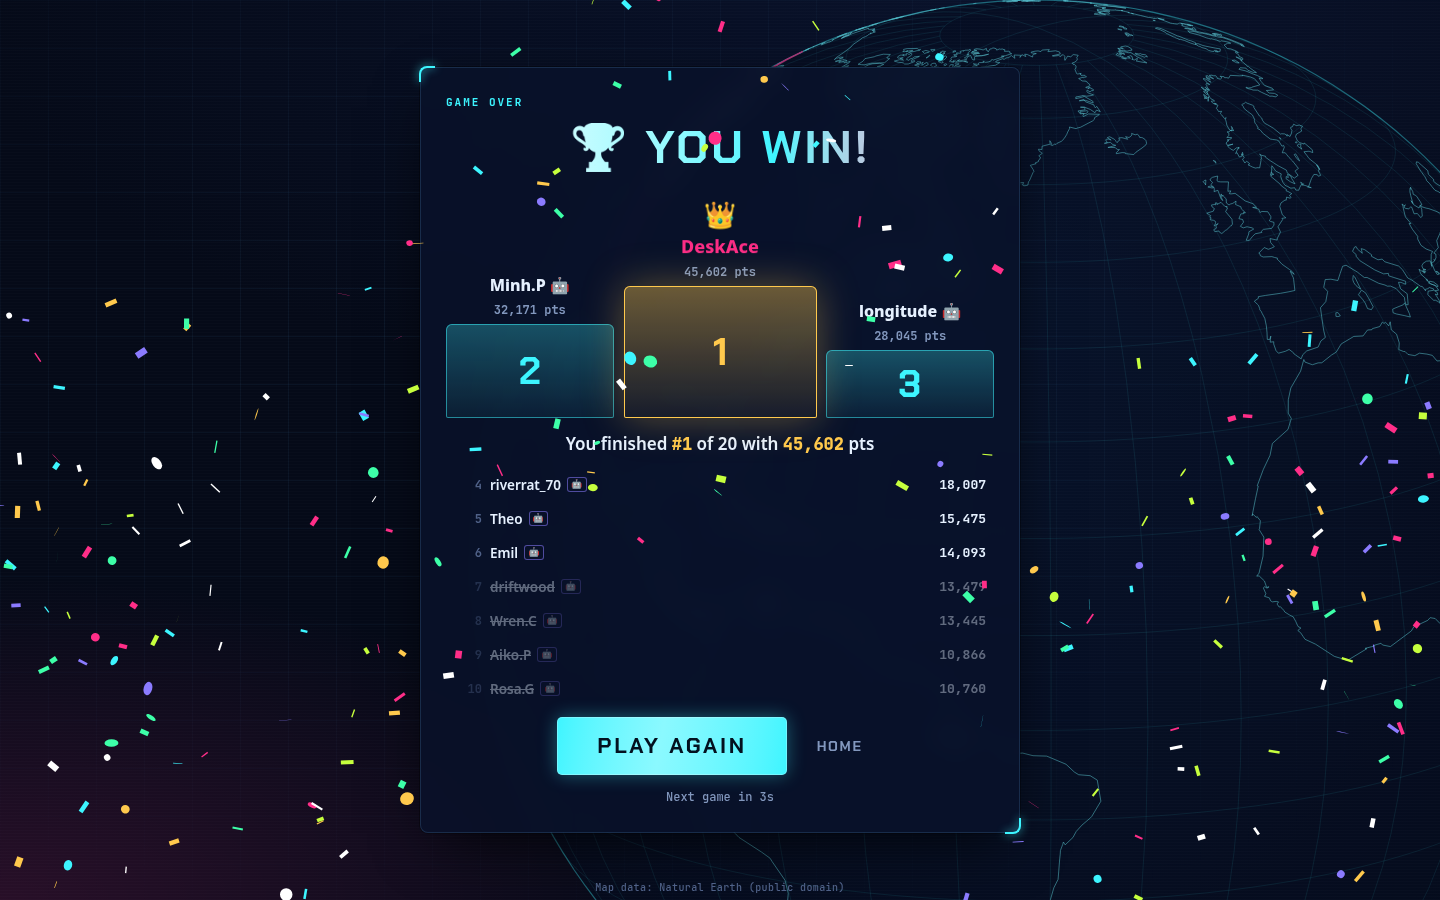 GAME OVER
🏆 YOU WIN!
👑
DeskAce
45,602 pts
Minh.P 🤖
32,171 pts
longitude 🤖
28,045 pts
2
1
3
You finished #1 of 20 with 45,602 pts
4 riverrat_70 🤖 18,007
5 Theo 🤖 15,475
6 Emil 🤖 14,093
7 driftwood 🤖 13,479
8 Wren.C 🤖 13,445
9 Aiko.P 🤖 10,866
10 Rosa.G 🤖 10,760
PLAY AGAIN
HOME
Next game in 3s
Map data: Natural Earth (public domain)